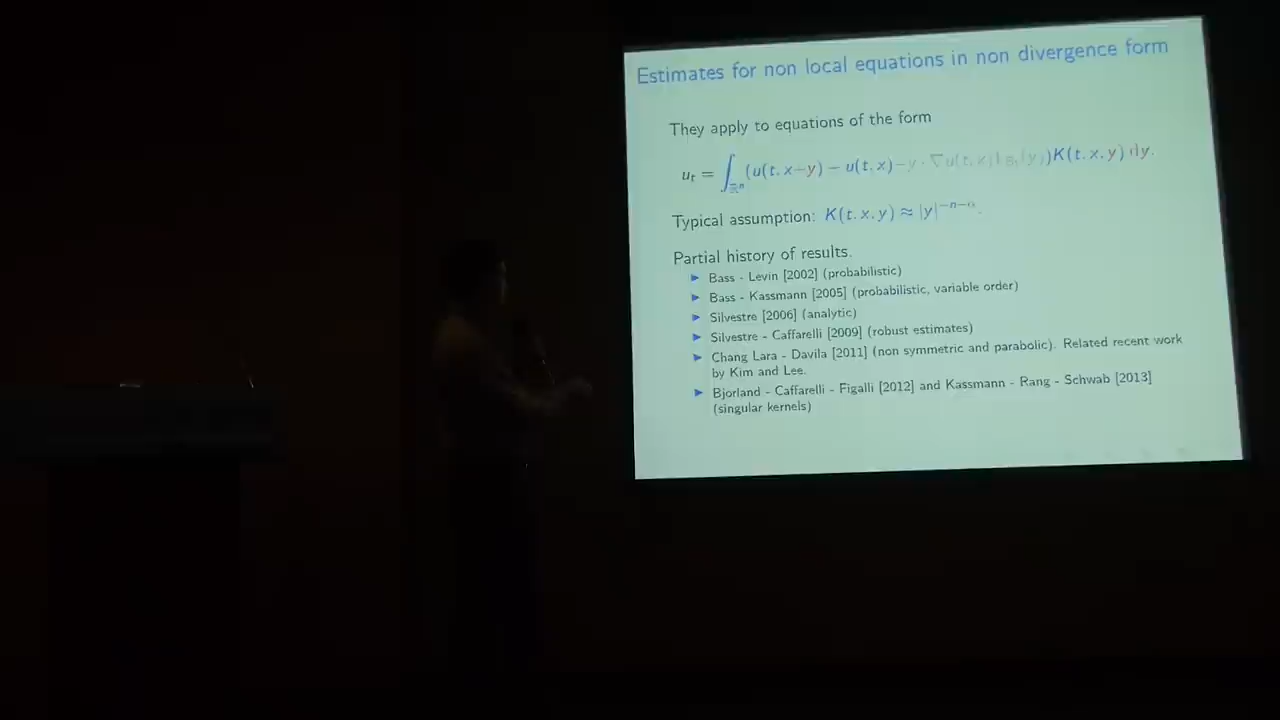 Estimates for non local equations in non divergence form
They apply to equations of the form
u_t = ∫_{ℝ^n} (u(t, x−y) − u(t, x) − y · ∇u(t, x)1_{B_1}(y))K(t, x, y) dy.
Typical assumption: K(t, x, y) ≈ |y|^{−n−α}.
Partial history of results.
► Bass - Levin [2002] (probabilistic)
► Bass - Kassmann [2005] (probabilistic, variable order)
► Silvestre [2006] (analytic)
► Silvestre - Caffarelli [2009] (robust estimates)
► Chang Lara - Davila [2011] (non symmetric and parabolic). Related recent work
by Kim and Lee.
► Bjorland - Caffarelli - Figalli [2012] and Kassmann - Rang - Schwab [2013]
(singular kernels)